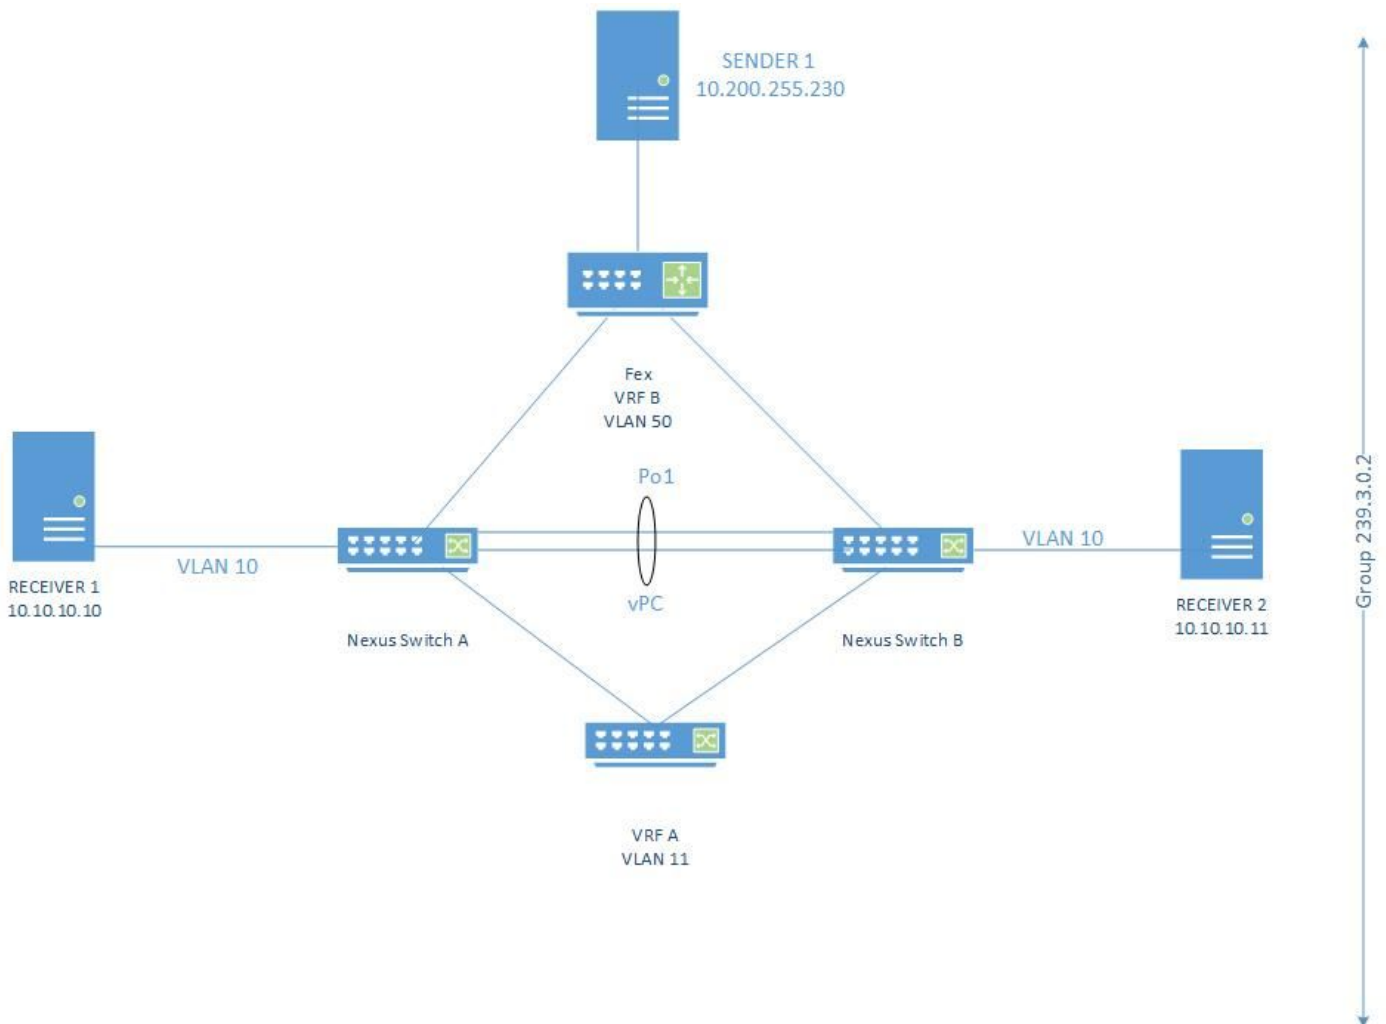 SENDER 1
10.200.255.230
Fex
VRF B
VLAN 50
Po1
vPC
VLAN 10
VLAN 10
RECEIVER 1
10.10.10.10
Nexus Switch A
Nexus Switch B
RECEIVER 2
10.10.10.11
VRF A
VLAN 11
Group 239.3.0.2